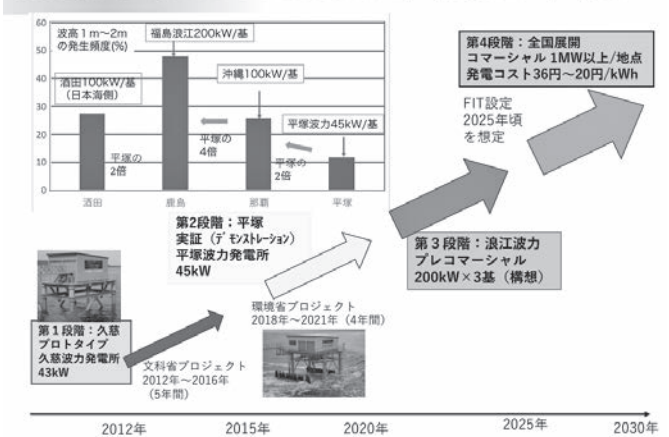 60
50
40
30
20
10
0
波高1m~2m
の発生頻度(%)
福島浪江200kW/基
酒田100kW/基
(日本海側)
沖縄100kW/基
平塚波力45kW/基
平塚の
2倍
平塚の
4倍
平塚の
2倍
酒田
鹿島
那覇
平塚
第4段階:全国展開
コマーシャル 1MW以上/地点
発電コスト36円~20円/kWh
FIT設定
2025年頃
を想定
第3段階:浪江波力
プレコマーシャル
200kW×3基(構想)
第2段階:平塚
実証(デモンストレーション)
平塚波力発電所
45kW
環境省プロジェクト
2018年~2021年(4年間)
第1段階:久慈
プロトタイプ
久慈波力発電所
43kW
文科省プロジェクト
2012年~2016年
(5年間)
2012年
2015年
2020年
2025年
2030年